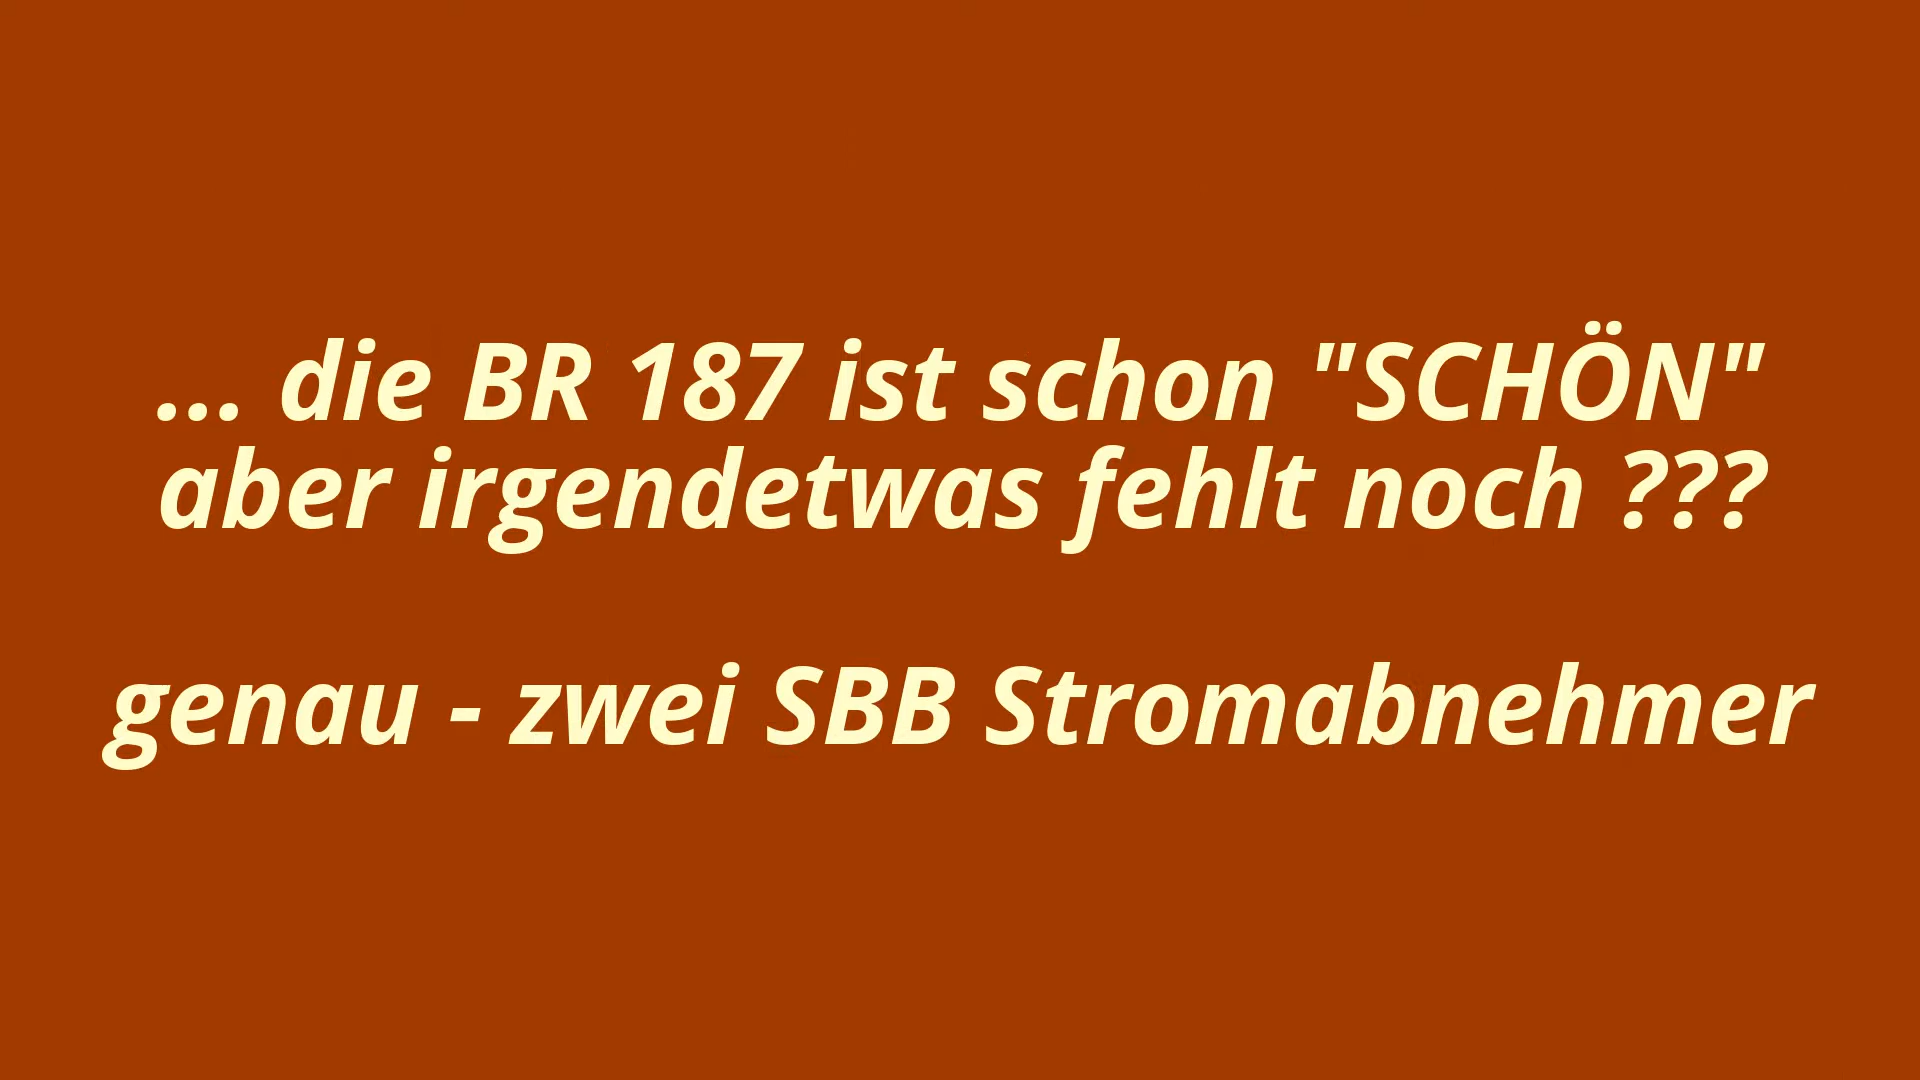 ... die BR 187 ist schon "SCHÖN"
aber irgendetwas fehlt noch ???
genau - zwei SBB Stromabnehmer